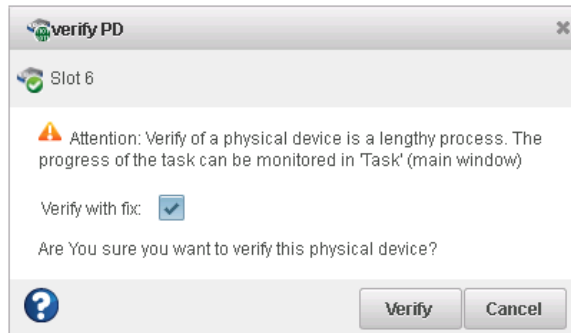 verify PD
Slot 6
Attention: Verify of a physical device is a lengthy process. The
progress of the task can be monitored in 'Task' (main window)
Verify with fix:
Are You sure you want to verify this physical device?
Verify Cancel